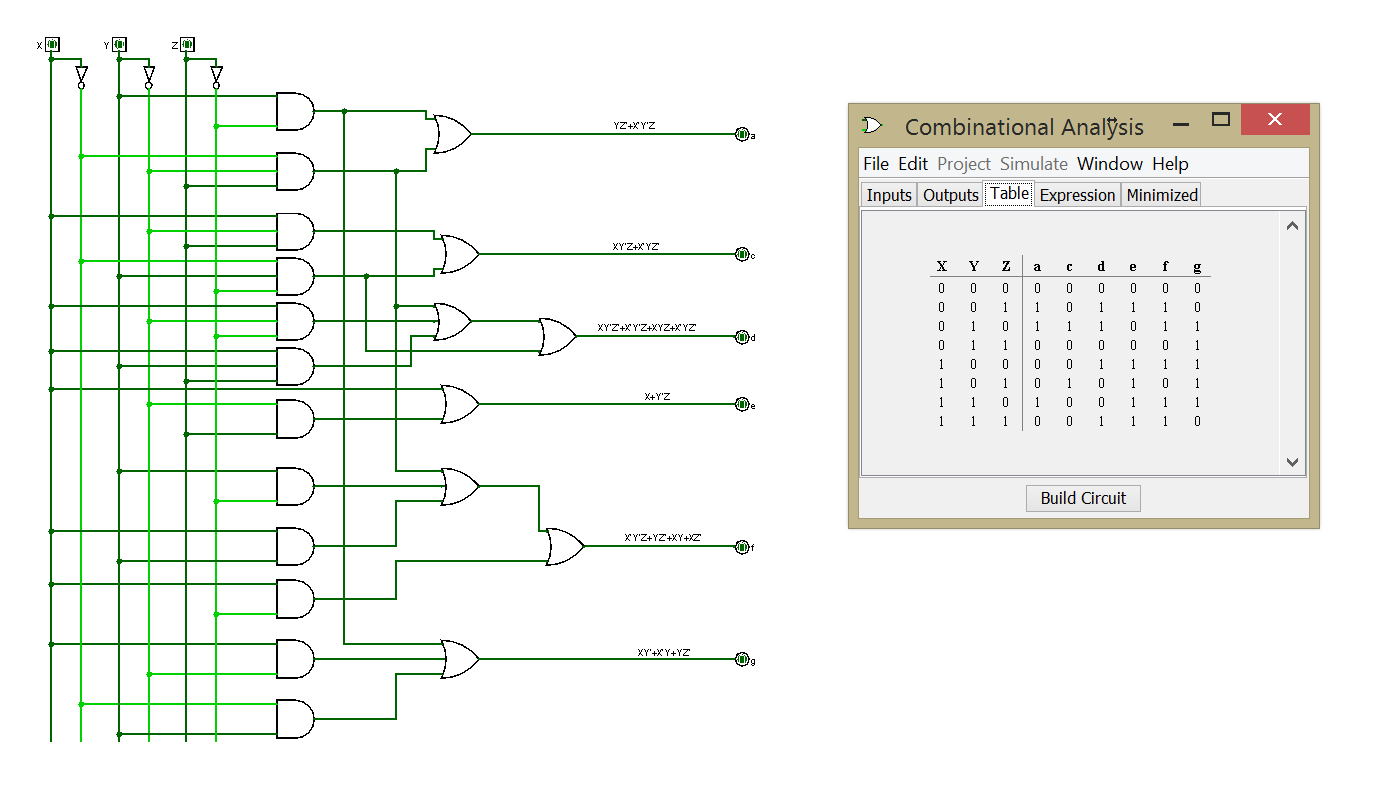 X Y Z
YZ'+X'Y'Z a
XY'Z+X'YZ' c
XY'Z'+X'Y'Z+XYZ+X'YZ' d
X+Y'Z e
X'Y'Z+YZ'+XY+XZ' f
XY'+X'Y+YZ' g
Combinational Analysis
File Edit Project Simulate Window Help
Inputs Outputs Table Expression Minimized
X Y Z a c d e f g
0 0 0 0 0 0 0 0 0
0 0 1 1 0 1 1 1 0
0 1 0 1 1 1 0 1 1
0 1 1 0 0 0 0 0 1
1 0 0 0 0 1 1 1 1
1 0 1 0 1 0 1 0 1
1 1 0 1 0 0 1 1 1
1 1 1 0 0 1 1 1 0
Build Circuit